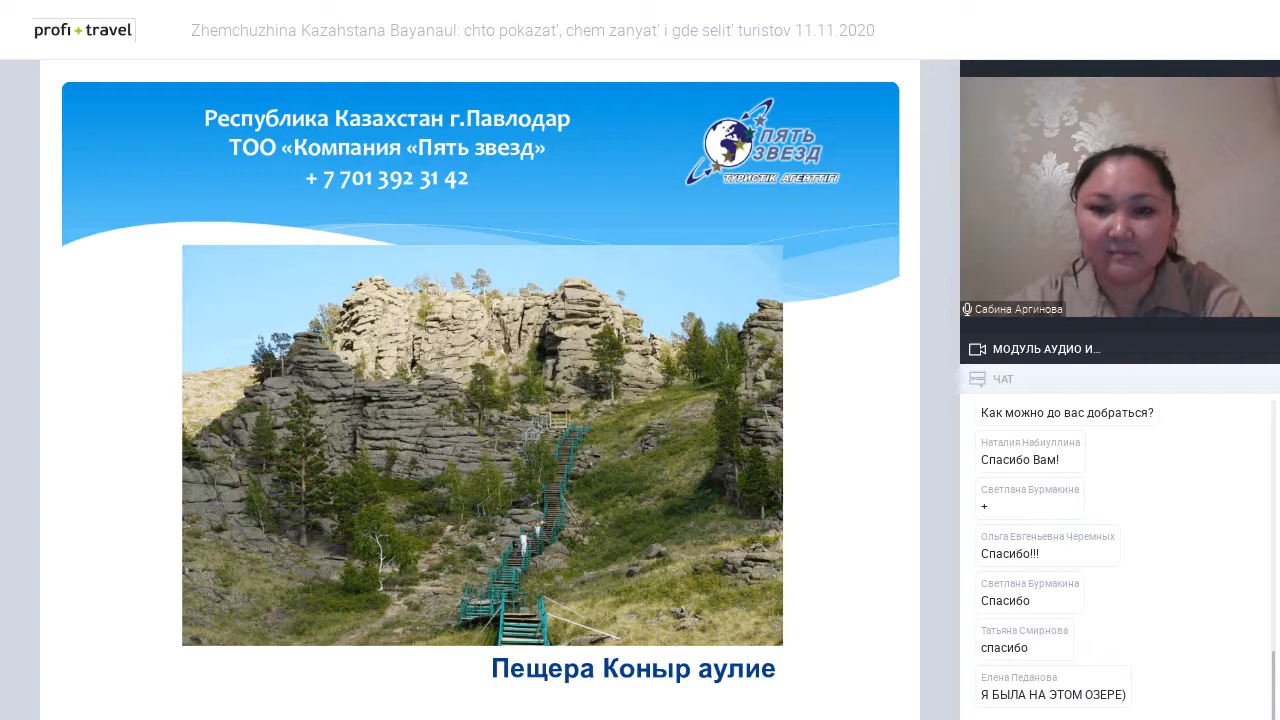 profi + travel
Zhemchuzhina Kazahstana Bayanaul: chto pokazat', chem zanyat' i gde selit' turistov 11.11.2020
Республика Казахстан г.Павлодар
ТОО «Компания «Пять звезд»
+ 7 701 392 31 42
ПЯТЬ
ЗВЕЗД
ТУРИСТІК АГЕНТТІГІ
Пещера Коныр аулие
Сабина Аргинова
МОДУЛЬ АУДИО И...
ЧАТ
Как можно до вас добраться?
Наталия Набиуллина
Спасибо Вам!
Светлана Бурмакина
+
Ольга Евгеньевна Черемных
Спасибо!!!
Светлана Бурмакина
Спасибо
Татьяна Смирнова
спасибо
Елена Педанова
Я БЫЛА НА ЭТОМ ОЗЕРЕ)